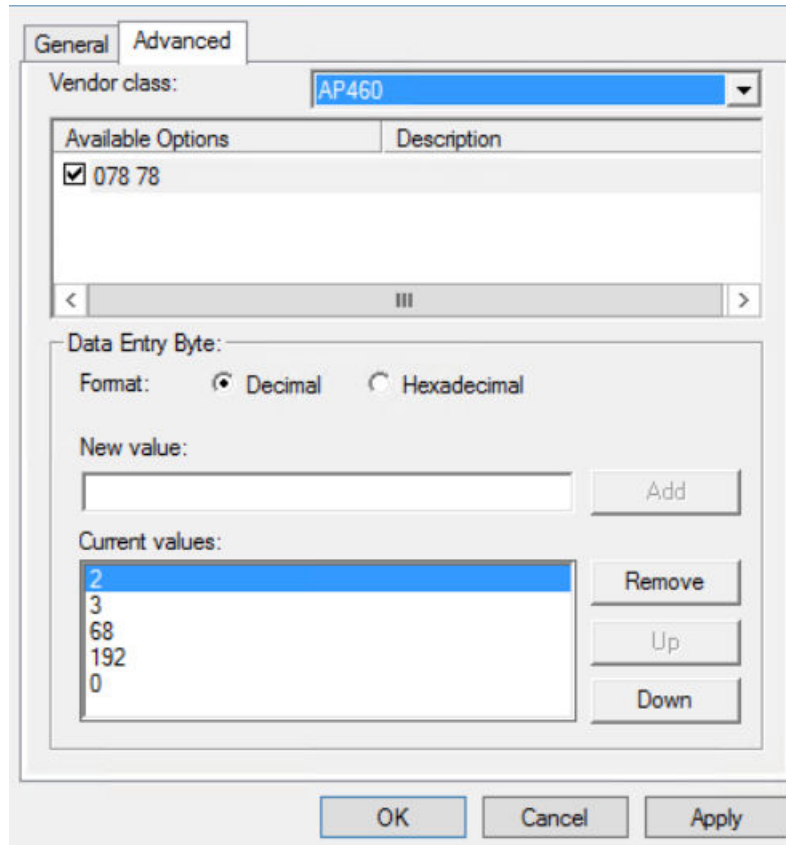 General Advanced
Vendor class: AP460
Available Options Description
078 78
Data Entry Byte:
Format: Decimal Hexadecimal
New value:
Add
Current values:
2
Remove
3
68
Up
192
0
Down
OK Cancel Apply